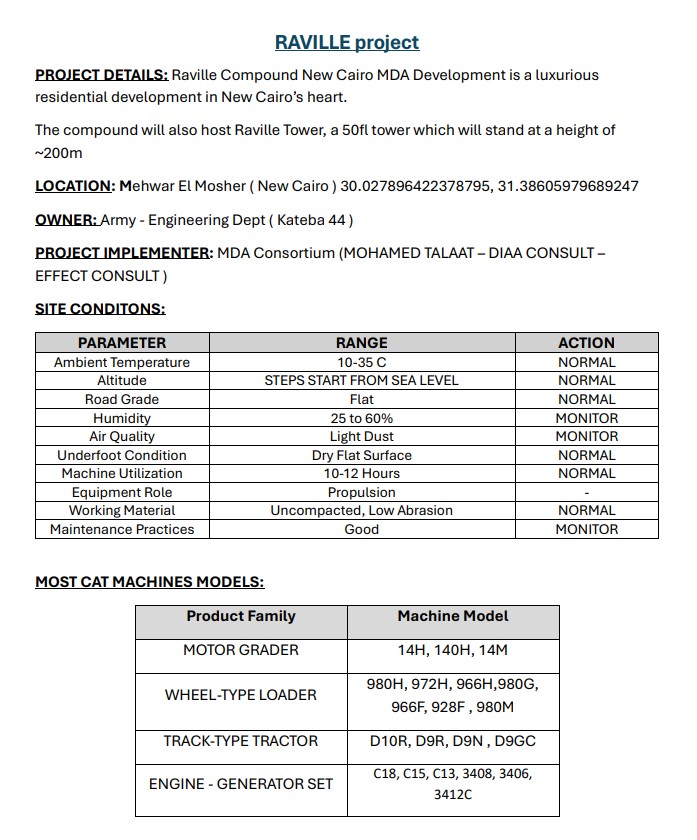 RAVILLE project
PROJECT DETAILS: Raville Compound New Cairo MDA Development is a luxurious
residential development in New Cairo's heart.
The compound will also host Raville Tower, a 50fl tower which will stand at a height of
~200m
LOCATION: Mehwar El Mosher ( New Cairo ) 30.027896422378795, 31.38605979689247
OWNER: Army - Engineering Dept ( Kateba 44 )
PROJECT IMPLEMENTER: MDA Consortium (MOHAMED TALAAT – DIAA CONSULT –
EFFECT CONSULT )
SITE CONDITONS:
PARAMETER RANGE ACTION
Ambient Temperature 10-35 C NORMAL
Altitude STEPS START FROM SEA LEVEL NORMAL
Road Grade Flat NORMAL
Humidity 25 to 60% MONITOR
Air Quality Light Dust MONITOR
Underfoot Condition Dry Flat Surface NORMAL
Machine Utilization 10-12 Hours NORMAL
Equipment Role Propulsion -
Working Material Uncompacted, Low Abrasion NORMAL
Maintenance Practices Good MONITOR
MOST CAT MACHINES MODELS:
Product Family Machine Model
MOTOR GRADER 14H, 140H, 14M
WHEEL-TYPE LOADER 980H, 972H, 966H,980G,
966F, 928F , 980M
TRACK-TYPE TRACTOR D10R, D9R, D9N , D9GC
ENGINE - GENERATOR SET C18, C15, C13, 3408, 3406,
3412C